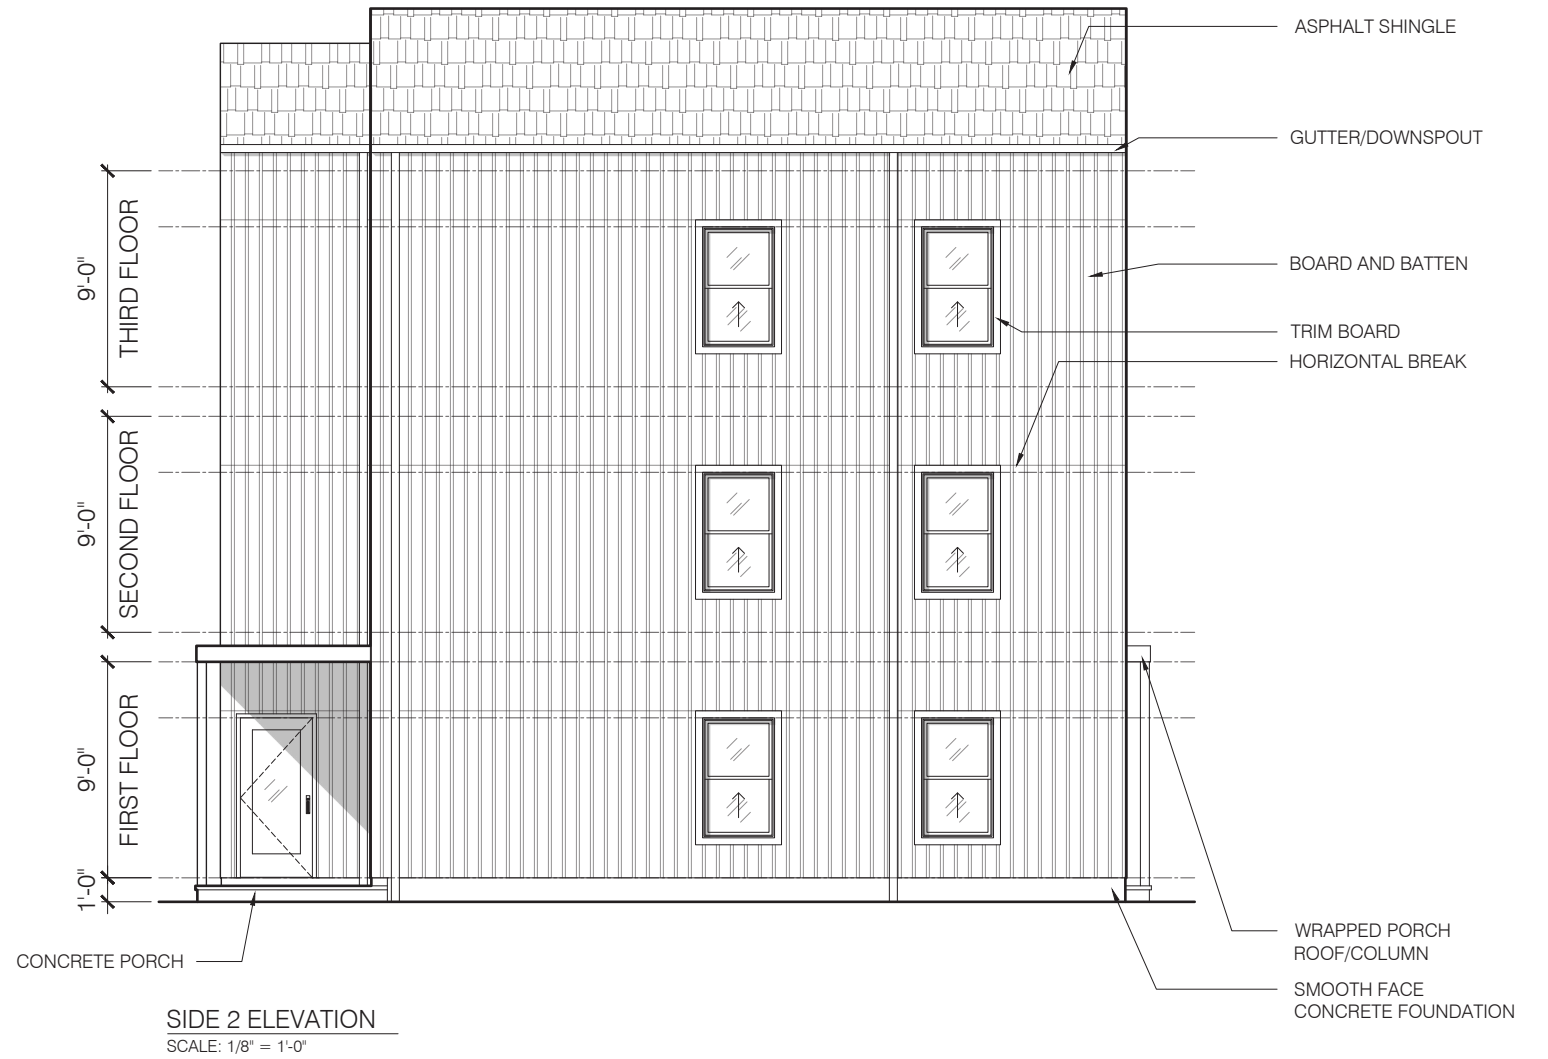 ASPHALT SHINGLE
GUTTER/DOWNSPOUT
9'-0"
THIRD FLOOR
BOARD AND BATTEN
TRIM BOARD
HORIZONTAL BREAK
9'-0"
SECOND FLOOR
9'-0"
FIRST FLOOR
1'-0"
WRAPPED PORCH
ROOF/COLUMN
CONCRETE PORCH
SMOOTH FACE
CONCRETE FOUNDATION
SIDE 2 ELEVATION
SCALE: 1/8" = 1'-0"